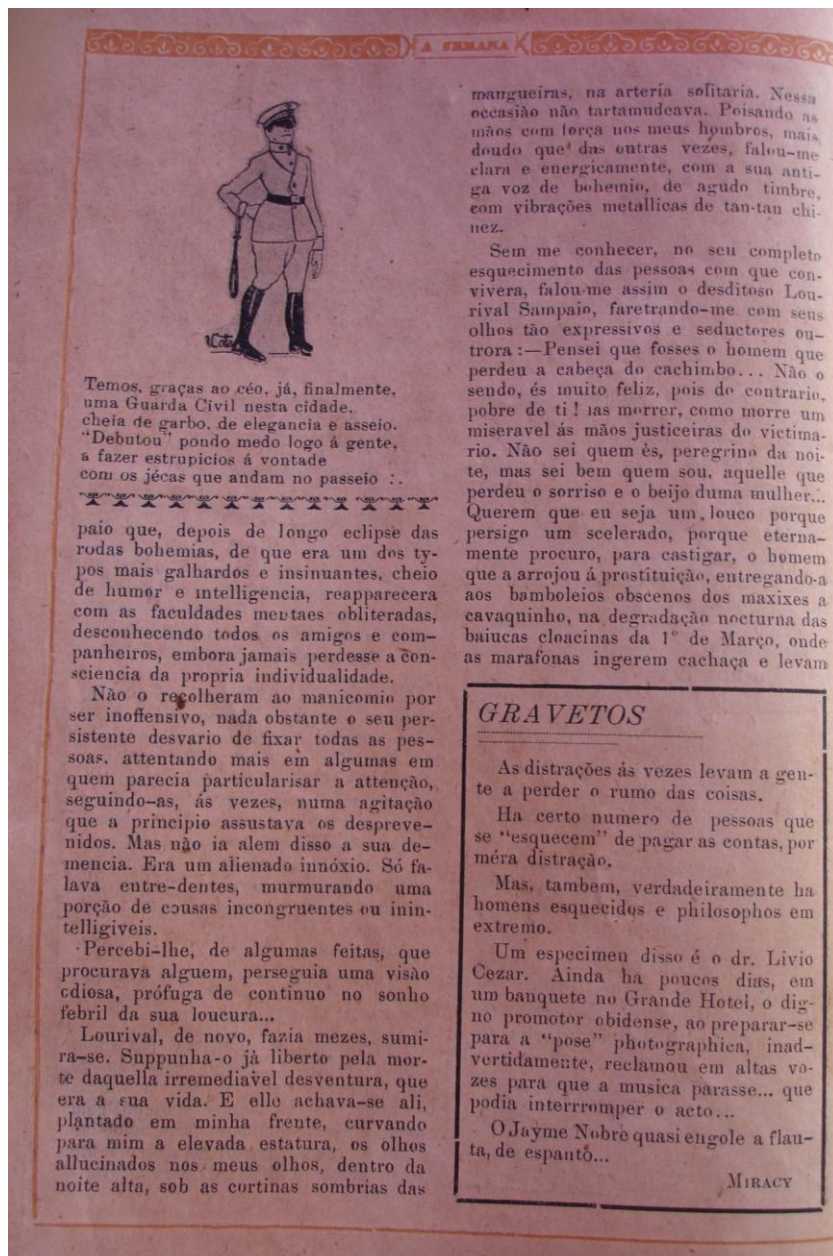 A SEMANA
Cota
Temos, graças ao céo, já, finalmente,
uma Guarda Civil nesta cidade,
cheia de garbo, de elegancia e asseio.
"Debutou" pondo medo logo á gente,
a fazer estrupicios á vontade
com os jécas que andam no passeio :.
paio que, depois de longo eclipse das
rodas bohemias, de que era um dos ty-
pos mais galhardos e insinuantes, cheio
de humor e intelligencia, reapparecera
com as faculdades mentaes obliteradas,
desconhecendo todos os amigos e com-
panheiros, embora jamais perdesse a con-
sciencia da propria individualidade.
Não o recolheram ao manicomio por
ser inoffensivo, nada obstante o seu per-
sistente desvario de fixar todas as pes-
soas, attentando mais em algumas em
quem parecia particularisar a attenção,
seguindo-as, ás vezes, numa agitação
que a principio assustava os despreve-
nidos. Mas não ia alem disso a sua de-
mencia. Era um alienado innóxio. Só fa-
lava entre-dentes, murmurando uma
porção de cousas incongruentes ou inin-
telligiveis.
Percebi-lhe, de algumas feitas, que
procurava alguem, perseguia uma visão
odiosa, prófuga de continuo no sonho
febril da sua loucura...
Lourival, de novo, fazia mezes, sumi-
ra-se. Suppunha-o já liberto pela mor-
te daquella irremediavel desventura, que
era a sua vida. E elle achava-se ali,
plantado em minha frente, curvando
para mim a elevada estatura, os olhos
allucinados nos meus olhos, dentro da
noite alta, sob as cortinas sombrias das
mangueiras, na arteria solitaria. Nessa
occasião não tartamudeava. Poisando as
mãos com força nos meus hombros, mais
doudo que das outras vezes, falou-me
clara e energicamente, com a sua anti-
ga voz de bohemio, de agudo timbre,
com vibrações metallicas de tan-tan chi-
nez.
Sem me conhecer, no seu completo
esquecimento das pessoas com que con-
vivera, falou-me assim o desditoso Lou-
rival Sampaio, faretrando-me com seus
olhos tão expressivos e seductores ou-
trora :—Pensei que fosses o homem que
perdeu a cabeça do cachimbo... Não o
sendo, és muito feliz, pois do contrario,
pobre de ti ! ias morrer, como morre um
miseravel ás mãos justiceiras do victima-
rio. Não sei quem ès, peregrino da noi-
te, mas sei bem quem sou, aquelle que
perdeu o sorriso e o beijo duma mulher...
Querem que eu seja um louco porque
persigo um scelerado, porque eterna-
mente procuro, para castigar, o homem
que a arrojou á prostituição, entregando-a
aos bamboleios obscenos dos maxixes a
cavaquinho, na degradação nocturna das
baiucas cloacinas da 1º de Março, onde
as marafonas ingerem cachaça e levam
GRAVETOS
As distrações ás vezes levam a gen-
te a perder o rumo das coisas.
Ha certo numero de pessoas que
se "esquecem" de pagar as contas, por
méra distração.
Mas, tambem, verdadeiramente ha
homens esquecidos e philosophos em
extremo.
Um especimeu disso é o dr. Livio
Cezar. Ainda ha poucos dias, em
um banquete no Grande Hotel, o dig-
no promotor obidense, ao preparar-se
para a "pose" photographica, inad-
vertidamente, reclamou em altas vo-
zes para que a musica parasse... que
podia interrromper o acto...
O Jayme Nobre quasi engole a flau-
ta, de espanto...
MIRACY